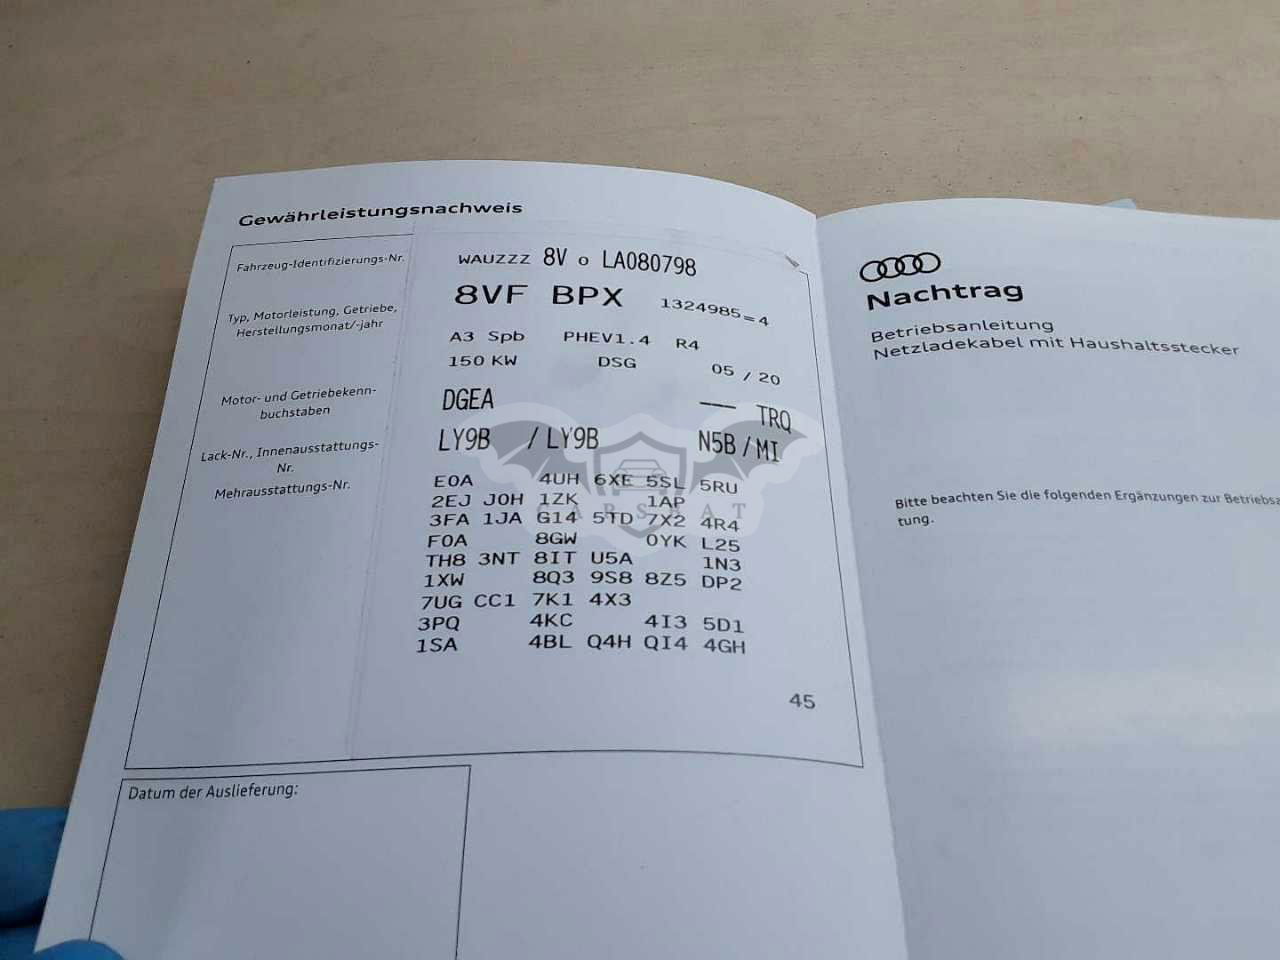 Gewährleistungsnachweis
Fahrzeug-Identifizierungs-Nr.
WAUZZZ 8V 0 LA080798
8VF BPX 1324985=4
Typ, Motorleistung, Getriebe,
Herstellungsmonat/-jahr
A3 Spb PHEV1.4 R4
150 KW DSG 05 / 20
Motor- und Getriebekenn-
buchstaben
DGEA --- TRQ
Lack-Nr., Innenausstattungs-
Nr.
LY9B / LY9B N5B / MI
Mehrausstattungs-Nr.
E0A 4UH 6XE 5SL 5RU
2EJ J0H 1ZK 1AP
3FA 1JA G14 5TD 7X2 4R4
F0A 8GW 0YK L25
TH8 3NT 8IT U5A 1N3
1XW 8Q3 9S8 8Z5 DP2
7UG CC1 7K1 4X3
3PQ 4KC 4I3 5D1
1SA 4BL Q4H QI4 4GH
45
CARSBAT
Datum der Auslieferung:
Nachtrag
Betriebsanleitung
Netzladekabel mit Haushaltsstecker
Bitte beachten Sie die folgenden Ergänzungen zur Betriebsa
tung.